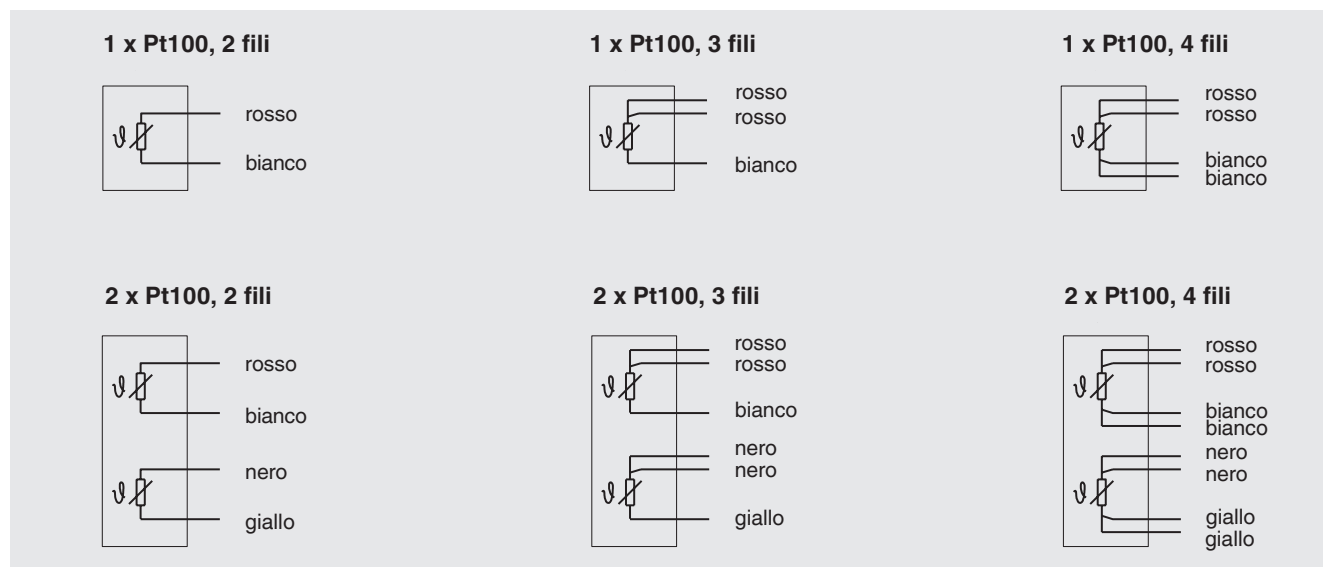 1 x Pt100, 2 fili
ϑ
rosso
bianco
1 x Pt100, 3 fili
ϑ
rosso
rosso
bianco
1 x Pt100, 4 fili
ϑ
rosso
rosso
bianco
bianco
2 x Pt100, 2 fili
ϑ
rosso
bianco
ϑ
nero
giallo
2 x Pt100, 3 fili
ϑ
rosso
rosso
bianco
ϑ
nero
nero
giallo
2 x Pt100, 4 fili
ϑ
rosso
rosso
bianco
bianco
ϑ
nero
nero
giallo
giallo